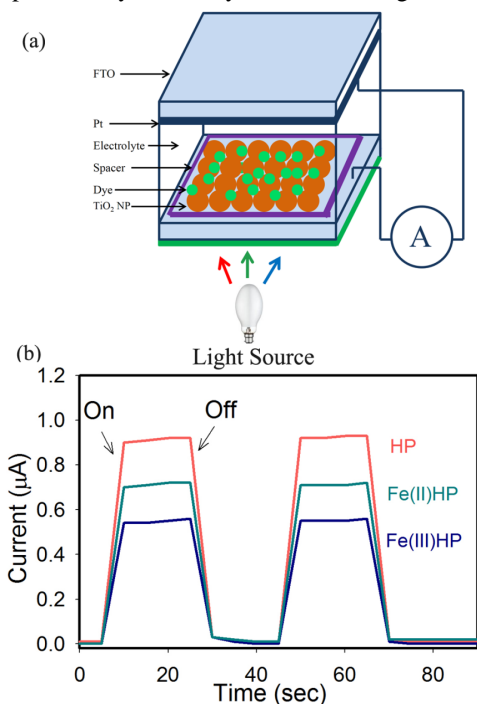 (a)
FTO
Pt
Electrolyte
Spacer
Dye
TiO₂ NP
A
Light Source
(b)
1.2
1.0
0.8
0.6
0.4
0.2
0.0
Current (μA)
On
Off
HP
Fe(II)HP
Fe(III)HP
0 20 40 60 80
Time (sec)